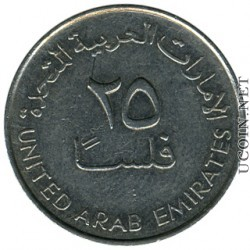 الإمارات العربية المتحدة
٢٥
فلساً
UNITED ARAB EMIRATES
UCOIN.NET